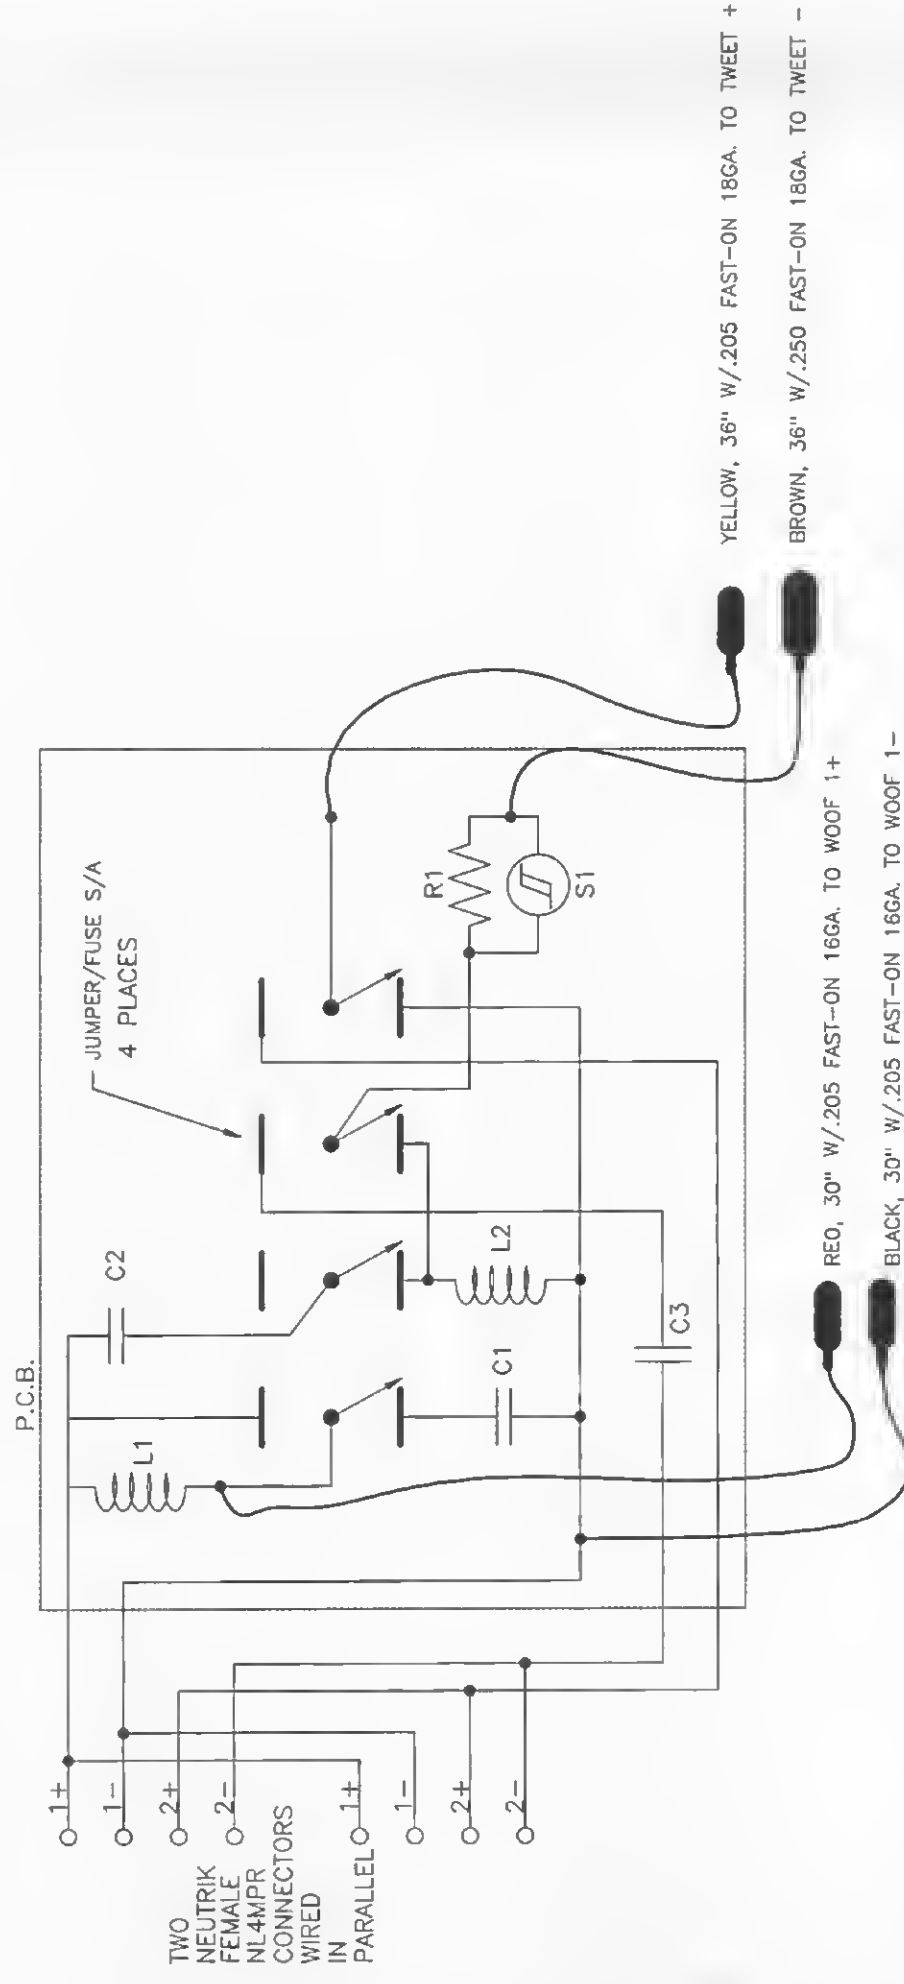 P.C.B.
JUMPER/FUSE S/A
4 PLACES
C2
L1
L2
C1
C3
R1
S1
1+
1-
2+
2-
1+
1-
2+
2-
TWO
NEUTRIK
FEMALE
NL4MPR
CONNECTORS
WIRED
IN
PARALLEL
YELLOW, 36" W/.205 FAST-ON 18GA. TO TWEET +
BROWN, 36" W/.250 FAST-ON 18GA. TO TWEET -
RED, 30" W/.205 FAST-ON 16GA. TO WOOF 1+
BLACK, 30" W/.205 FAST-ON 16GA. TO WOOF 1-